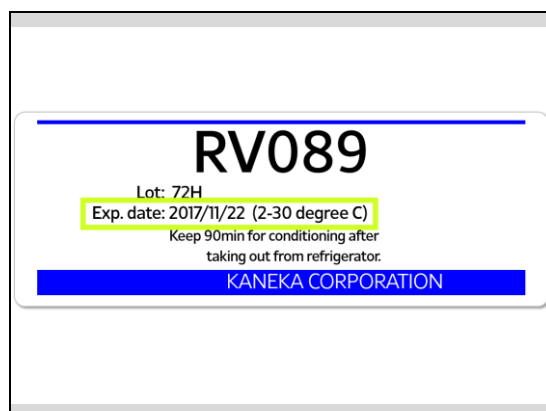 RV089
Lot: 72H
Exp. date: 2017/11/22 (2-30 degree C)
Keep 90min for conditioning after
taking out from refrigerator.
KANEKA CORPORATION